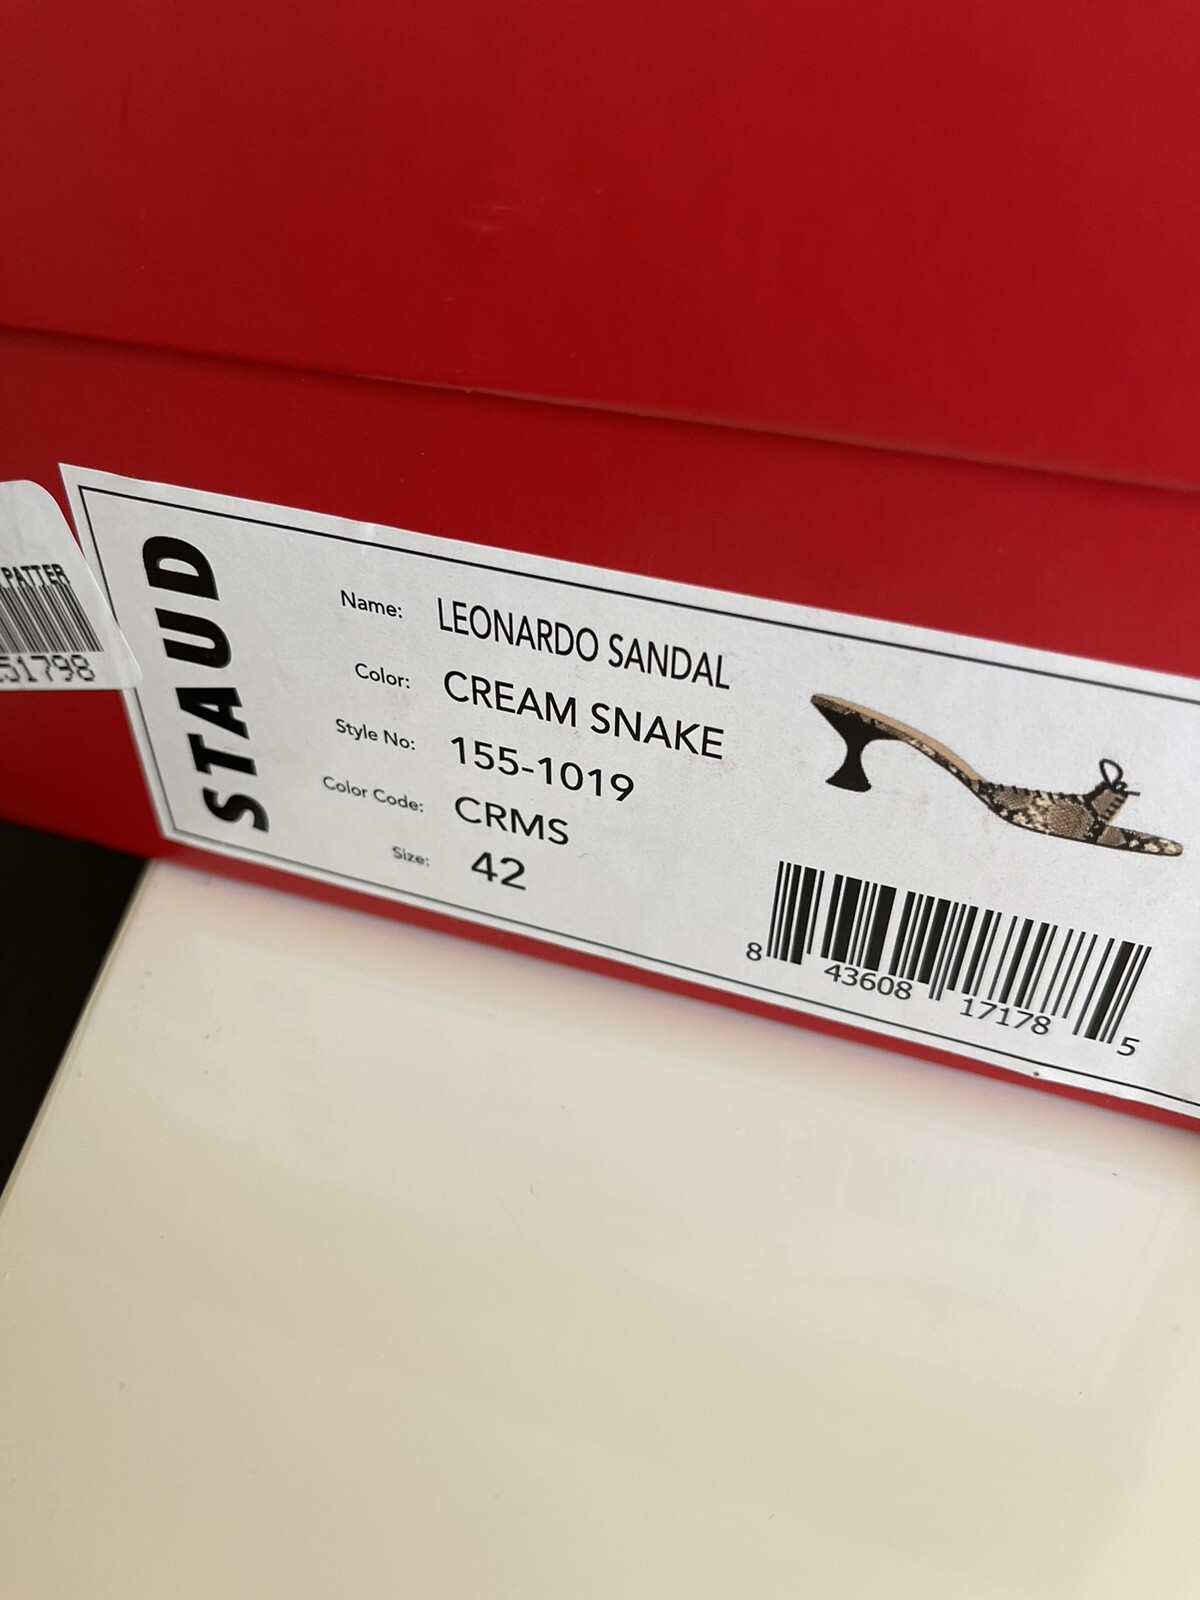 PATTER
51798
STAUD
Name: LEONARDO SANDAL
Color: CREAM SNAKE
Style No: 155-1019
Color Code: CRMS
Size: 42
8 43608 17178 5